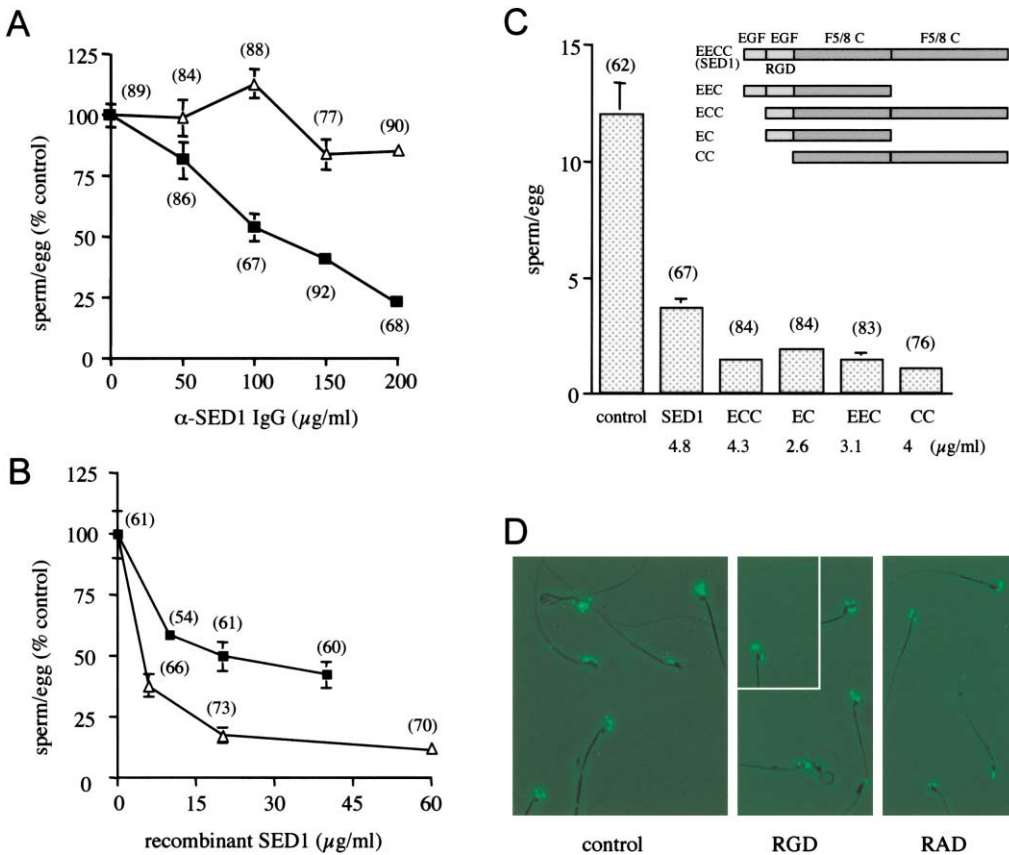 A
sperm/egg (% control)
125
100
75
50
25
0
(89)
(84)
(88)
(77)
(90)
(86)
(67)
(92)
(68)
0 50 100 150 200
α-SED1 IgG (µg/ml)
B
sperm/egg (% control)
125
100
75
50
25
0
(61)
(54)
(61)
(60)
(66)
(73)
(70)
0 15 30 45 60
recombinant SED1 (µg/ml)
C
sperm/egg
15
10
5
0
(62)
(67)
(84)
(84)
(83)
(76)
control SED1 ECC EC EEC CC
4.8 4.3 2.6 3.1 4 (µg/ml)
EGF EGF F5/8 C F5/8 C
EECC
(SED1)
RGD
EEC
ECC
EC
CC
D
control RGD RAD